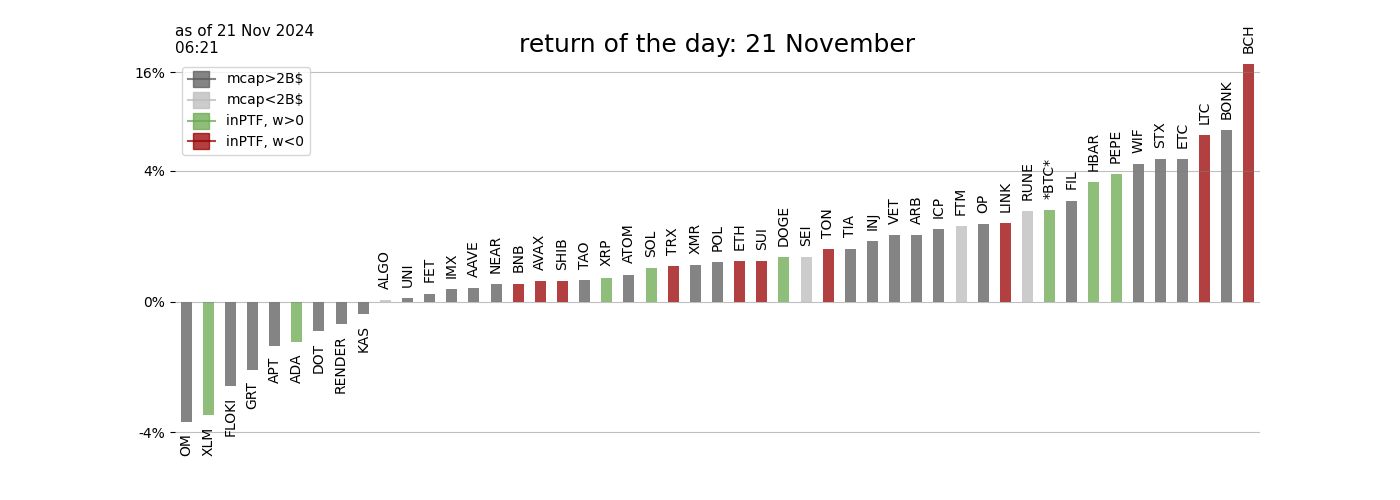 as of 21 Nov 2024
06:21
return of the day: 21 November
mcap>2B$
mcap<2B$
inPTF, w>0
inPTF, w<0
16%
4%
0%
-4%
OM
XLM
FLOKI
GRT
APT
ADA
DOT
RENDER
KAS
ALGO
UNI
FET
IMX
AAVE
NEAR
BNB
AVAX
SHIB
TAO
XRP
ATOM
SOL
TRX
XMR
POL
ETH
SUI
DOGE
SEI
TON
TIA
INJ
VET
ARB
ICP
FTM
OP
LINK
RUNE
*BTC*
FIL
HBAR
PEPE
WIF
STX
ETC
LTC
BONK
BCH